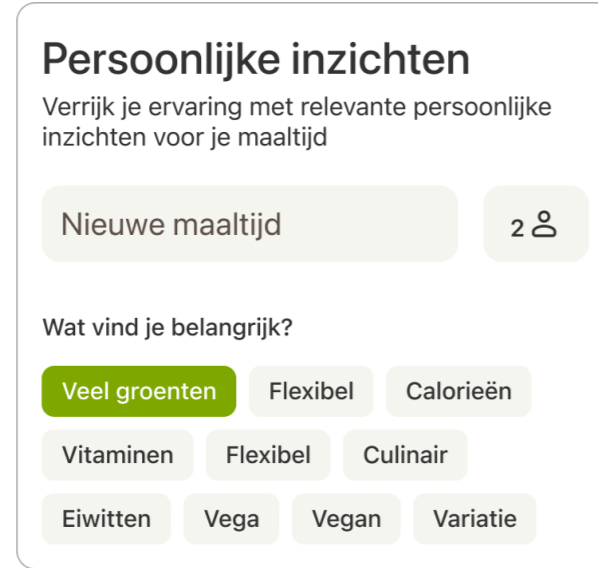 Persoonlijke inzichten
Verrijk je ervaring met relevante persoonlijke
inzichten voor je maaltijd
Nieuwe maaltijd 2
Wat vind je belangrijk?
Veel groenten Flexibel Calorieën
Vitaminen Flexibel Culinair
Eiwitten Vega Vegan Variatie